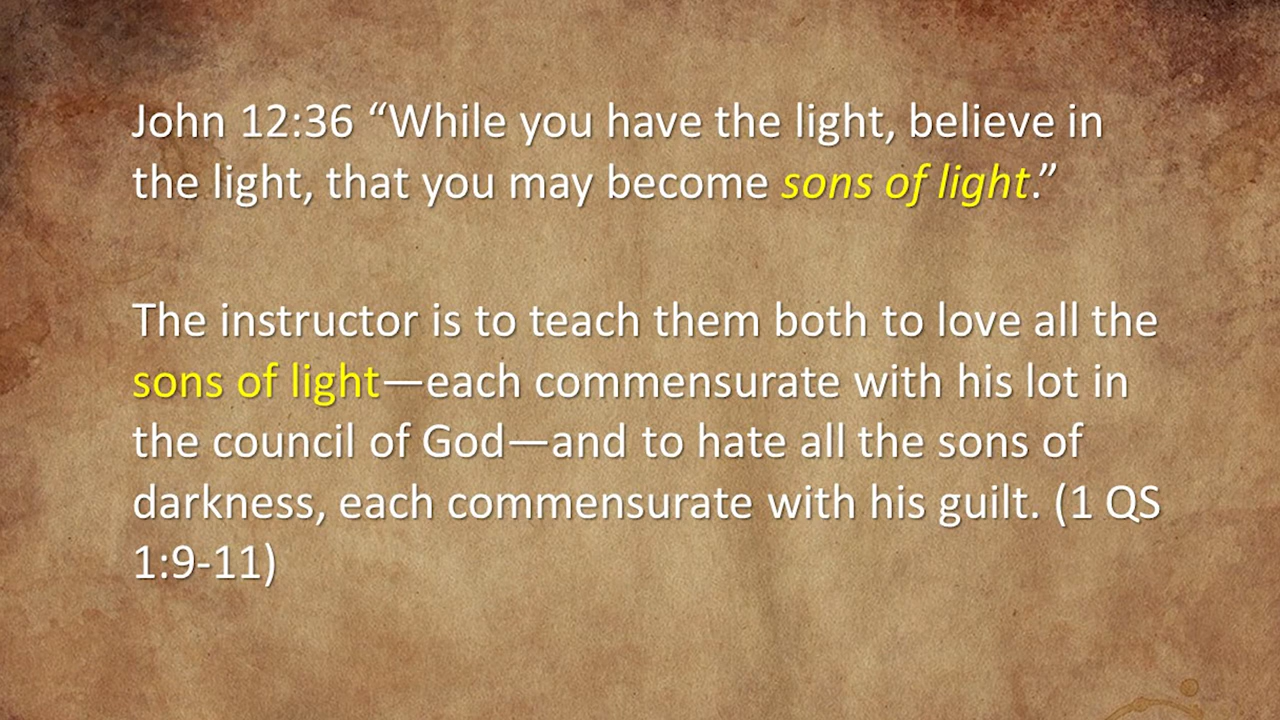 John 12:36 “While you have the light, believe in
the light, that you may become sons of light.”
The instructor is to teach them both to love all the
sons of light—each commensurate with his lot in
the council of God—and to hate all the sons of
darkness, each commensurate with his guilt. (1 QS
1:9-11)